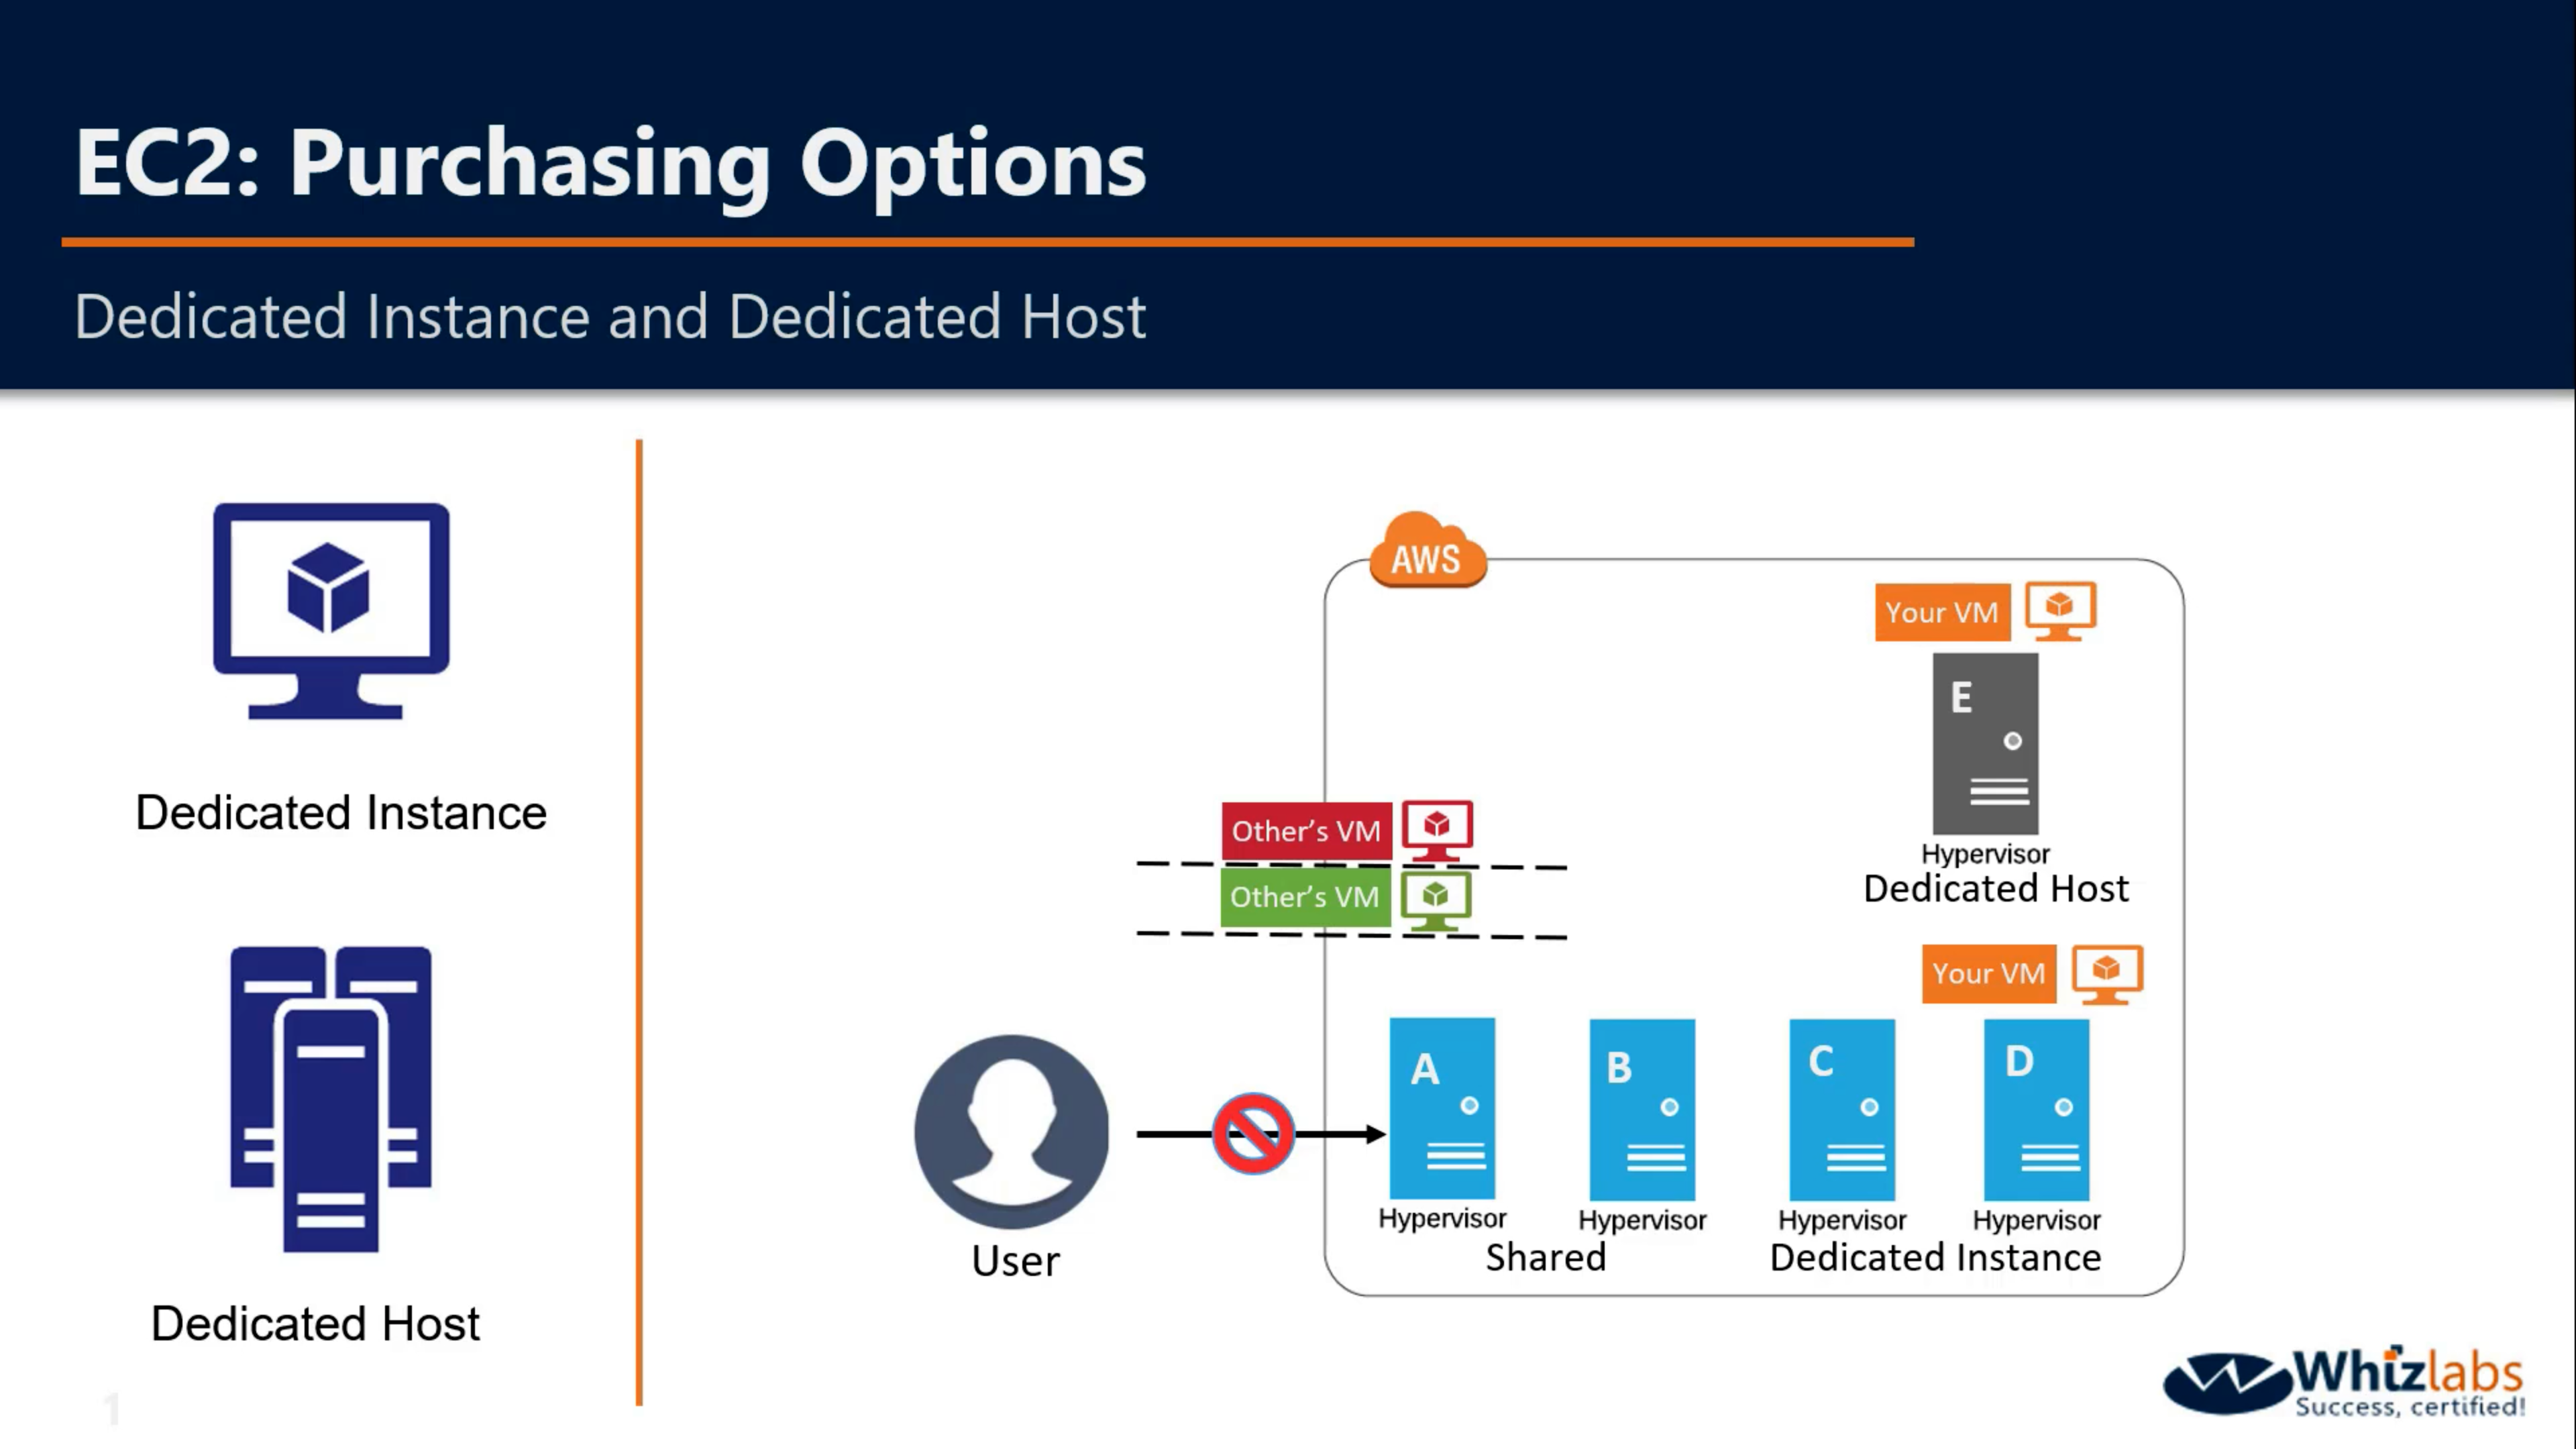 EC2: Purchasing Options
Dedicated Instance and Dedicated Host
Dedicated Instance
Dedicated Host
1
AWS
Your VM
E
Hypervisor
Dedicated Host
Other's VM
Other's VM
Your VM
A
B
C
D
Hypervisor
Hypervisor
Hypervisor
Hypervisor
Shared
Dedicated Instance
User
Whizlabs
Success, certified!